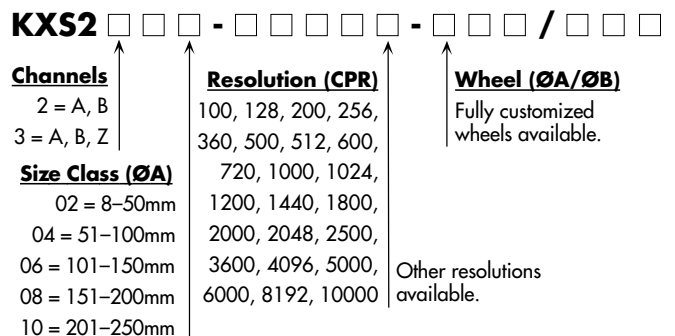 KXS2 □ □ □ - □ □ □ □ □ - □ □ □ / □ □ □
Channels
2 = A, B
3 = A, B, Z
Size Class (ØA)
02 = 8–50mm
04 = 51–100mm
06 = 101–150mm
08 = 151–200mm
10 = 201–250mm
Resolution (CPR)
100, 128, 200, 256,
360, 500, 512, 600,
720, 1000, 1024,
1200, 1440, 1800,
2000, 2048, 2500,
3600, 4096, 5000,
6000, 8192, 10000
Other resolutions
available.
Wheel (ØA/ØB)
Fully customized
wheels available.